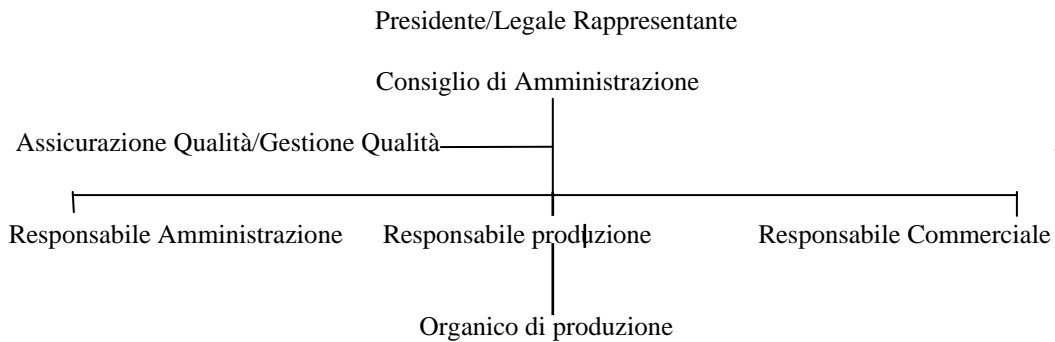 Presidente/Legale Rappresentante
Consiglio di Amministrazione
Assicurazione Qualità/Gestione Qualità
Responsabile Amministrazione Responsabile produzione Responsabile Commerciale
Organico di produzione